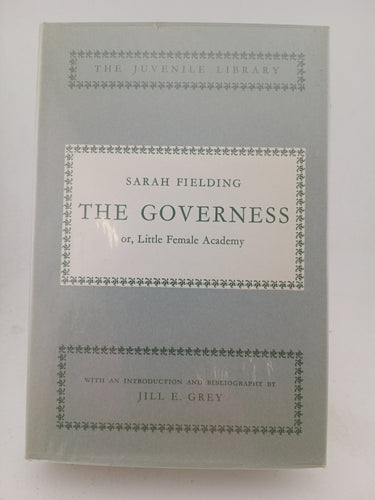 THE JUVENILE LIBRARY
SARAH FIELDING
THE GOVERNESS
or, Little Female Academy
WITH AN INTRODUCTION AND BIBLIOGRAPHY BY
JILL E. GREY